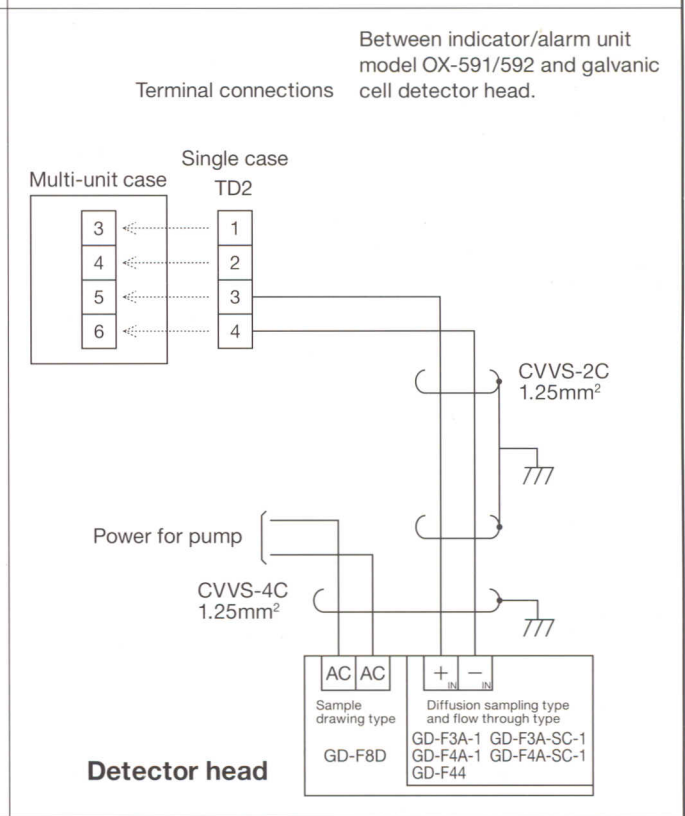 Between indicator/alarm unit
model OX-591/592 and galvanic
cell detector head.
Terminal connections
Single case
Multi-unit case
TD2
3 1
4 2
5 3
6 4
CVVS-2C
1.25mm²
Power for pump
CVVS-4C
1.25mm²
AC AC + IN − IN
Sample
drawing type
GD-F8D
Diffusion sampling type
and flow through type
GD-F3A-1 GD-F3A-SC-1
GD-F4A-1 GD-F4A-SC-1
GD-F44
Detector head